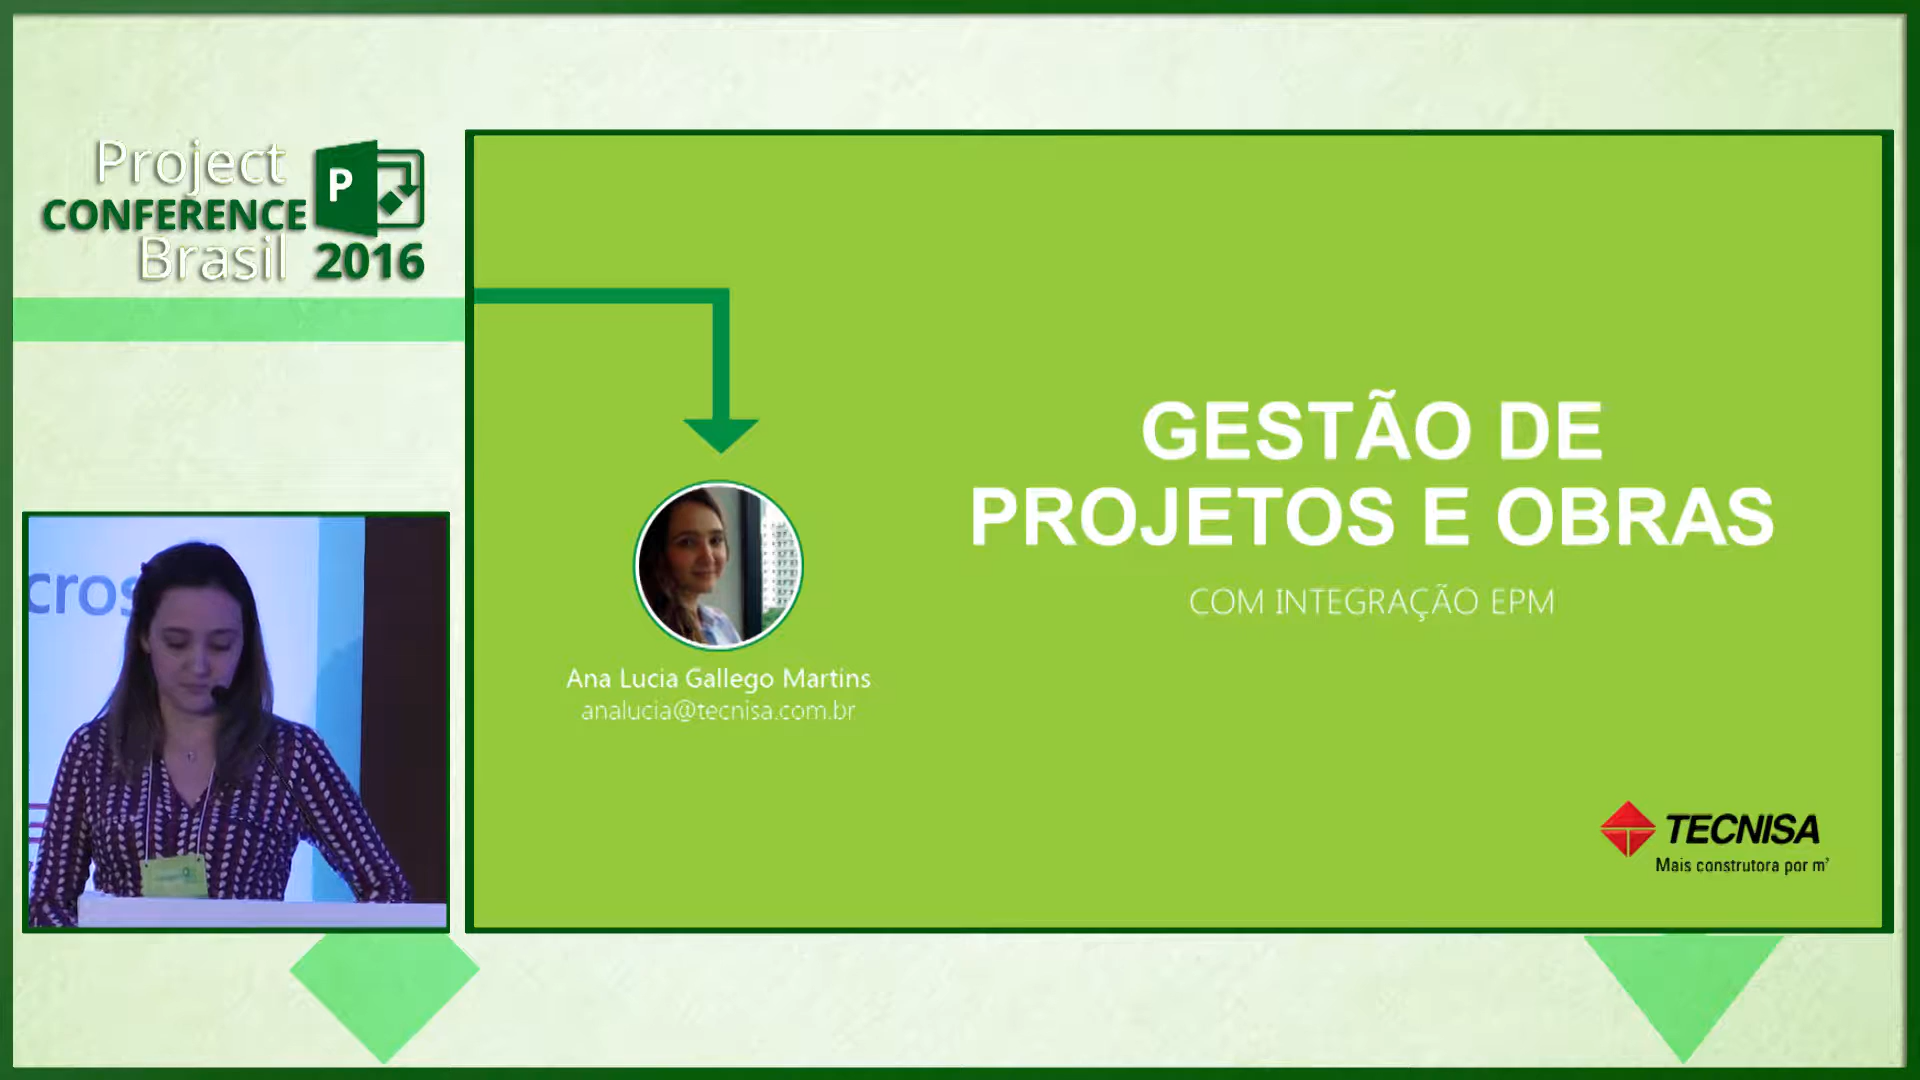 Project
CONFERENCE
Brasil 2016
P
GESTÃO DE
PROJETOS E OBRAS
COM INTEGRAÇÃO EPM
Ana Lucia Gallego Martins
analucia@tecnisa.com.br
TECNISA
Mais construtora por m²
cros